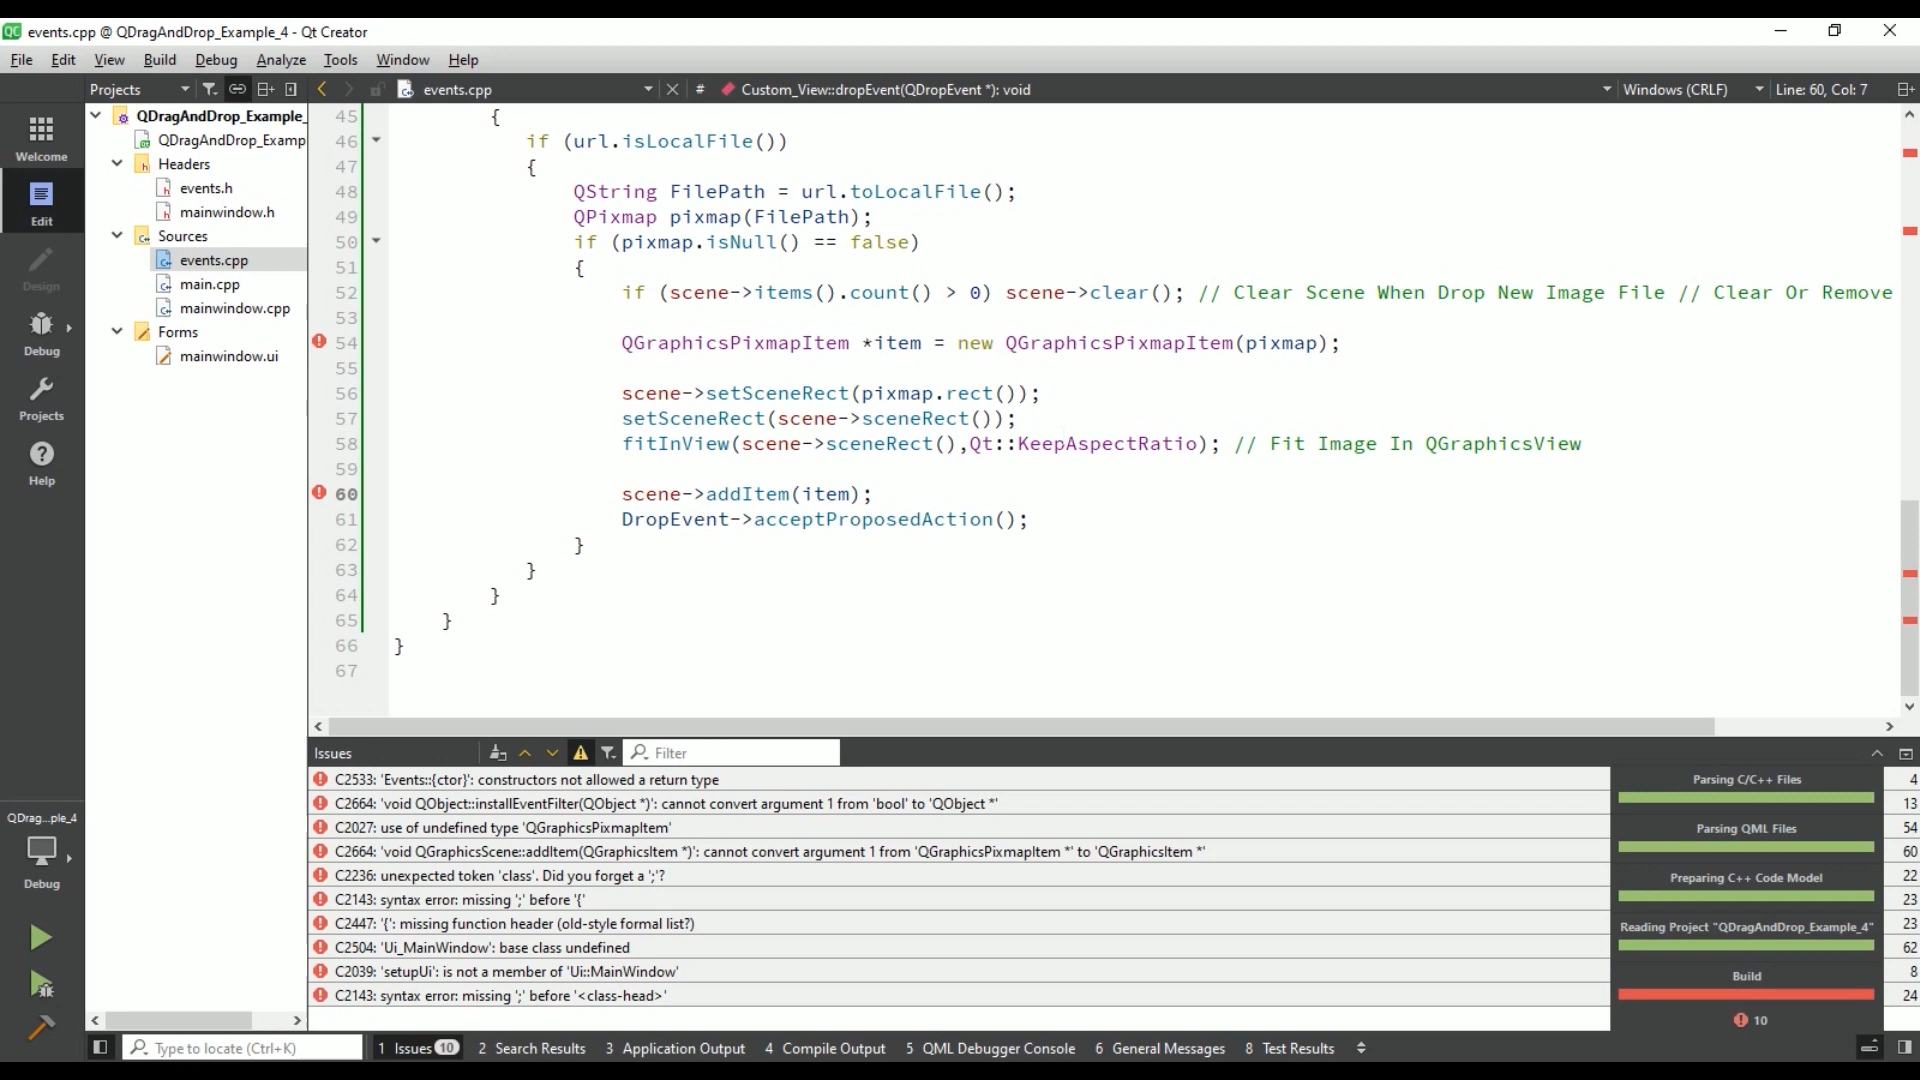 events.cpp @ QDragAndDrop_Example_4 - Qt Creator
File Edit View Build Debug Analyze Tools Window Help
Projects events.cpp # Custom_View::dropEvent(QDropEvent *): void Windows (CRLF) Line: 60, Col: 7
Welcome
Edit
Design
Debug
Projects
Help
QDrag...ple_4
Debug
QDragAndDrop_Example_
QDragAndDrop_Examp
Headers
events.h
mainwindow.h
Sources
events.cpp
main.cpp
mainwindow.cpp
Forms
mainwindow.ui
45 {
46 if (url.isLocalFile())
47 {
48 QString FilePath = url.toLocalFile();
49 QPixmap pixmap(FilePath);
50 if (pixmap.isNull() == false)
51 {
52 if (scene->items().count() > 0) scene->clear(); // Clear Scene When Drop New Image File // Clear Or Remove
53
54 QGraphicsPixmapItem *item = new QGraphicsPixmapItem(pixmap);
55
56 scene->setSceneRect(pixmap.rect());
57 setSceneRect(scene->sceneRect());
58 fitInView(scene->sceneRect(),Qt::KeepAspectRatio); // Fit Image In QGraphicsView
59
60 scene->addItem(item);
61 DropEvent->acceptProposedAction();
62 }
63 }
64 }
65 }
66 }
67
Issues Filter
C2533: 'Events::{ctor}': constructors not allowed a return type 4
C2664: 'void QObject::installEventFilter(QObject *)': cannot convert argument 1 from 'bool' to 'QObject *' 13
C2027: use of undefined type 'QGraphicsPixmapItem' 54
C2664: 'void QGraphicsScene::addItem(QGraphicsItem *)': cannot convert argument 1 from 'QGraphicsPixmapItem *' to 'QGraphicsItem *' 60
C2236: unexpected token 'class'. Did you forget a ';'? 22
C2143: syntax error: missing ';' before '{' 23
C2447: '{': missing function header (old-style formal list?) 23
C2504: 'Ui_MainWindow': base class undefined 62
C2039: 'setupUi': is not a member of 'Ui::MainWindow' 8
C2143: syntax error: missing ';' before '<class-head>' 24
Parsing C/C++ Files
Parsing QML Files
Preparing C++ Code Model
Reading Project "QDragAndDrop_Example_4"
Build
10
Type to locate (Ctrl+K) 1 Issues 10 2 Search Results 3 Application Output 4 Compile Output 5 QML Debugger Console 6 General Messages 8 Test Results